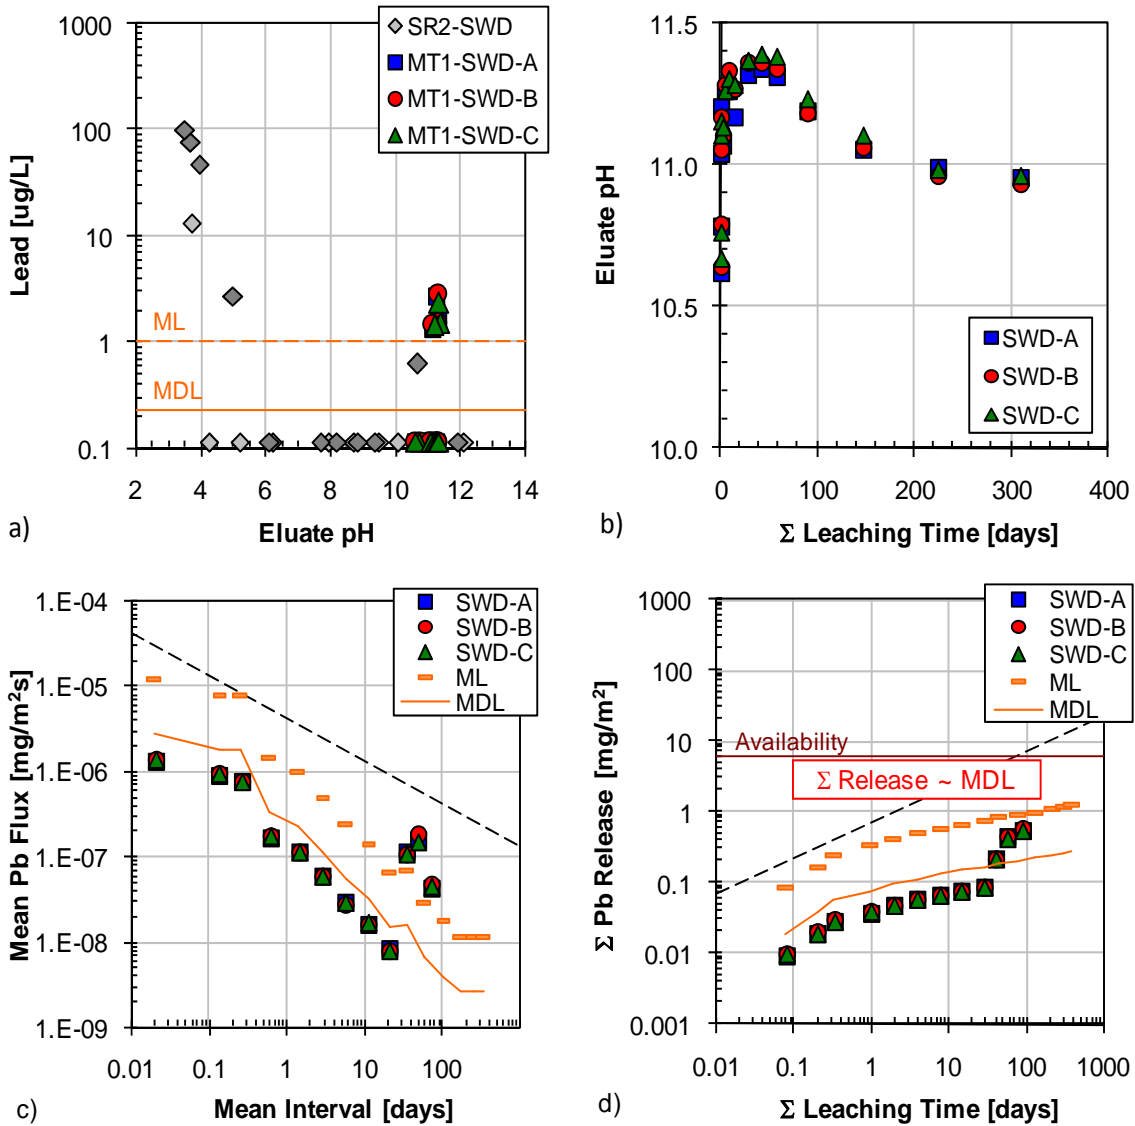 1000
100
10
1
0.1
Lead [ug/L]
SR2-SWD
MT1-SWD-A
MT1-SWD-B
MT1-SWD-C
ML
MDL
2 4 6 8 10 12 14
Eluate pH
a)
11.5
11.0
10.5
10.0
Eluate pH
SWD-A
SWD-B
SWD-C
0 100 200 300 400
Σ Leaching Time [days]
b)
1.E-04
1.E-05
1.E-06
1.E-07
1.E-08
1.E-09
Mean Pb Flux [mg/m²s]
SWD-A
SWD-B
SWD-C
ML
MDL
0.01 0.1 1 10 100
Mean Interval [days]
c)
1000
100
10
1
0.1
0.01
0.001
Σ Pb Release [mg/m²]
SWD-A
SWD-B
SWD-C
ML
MDL
Availability
Σ Release ~ MDL
0.01 0.1 1 10 100 1000
Σ Leaching Time [days]
d)